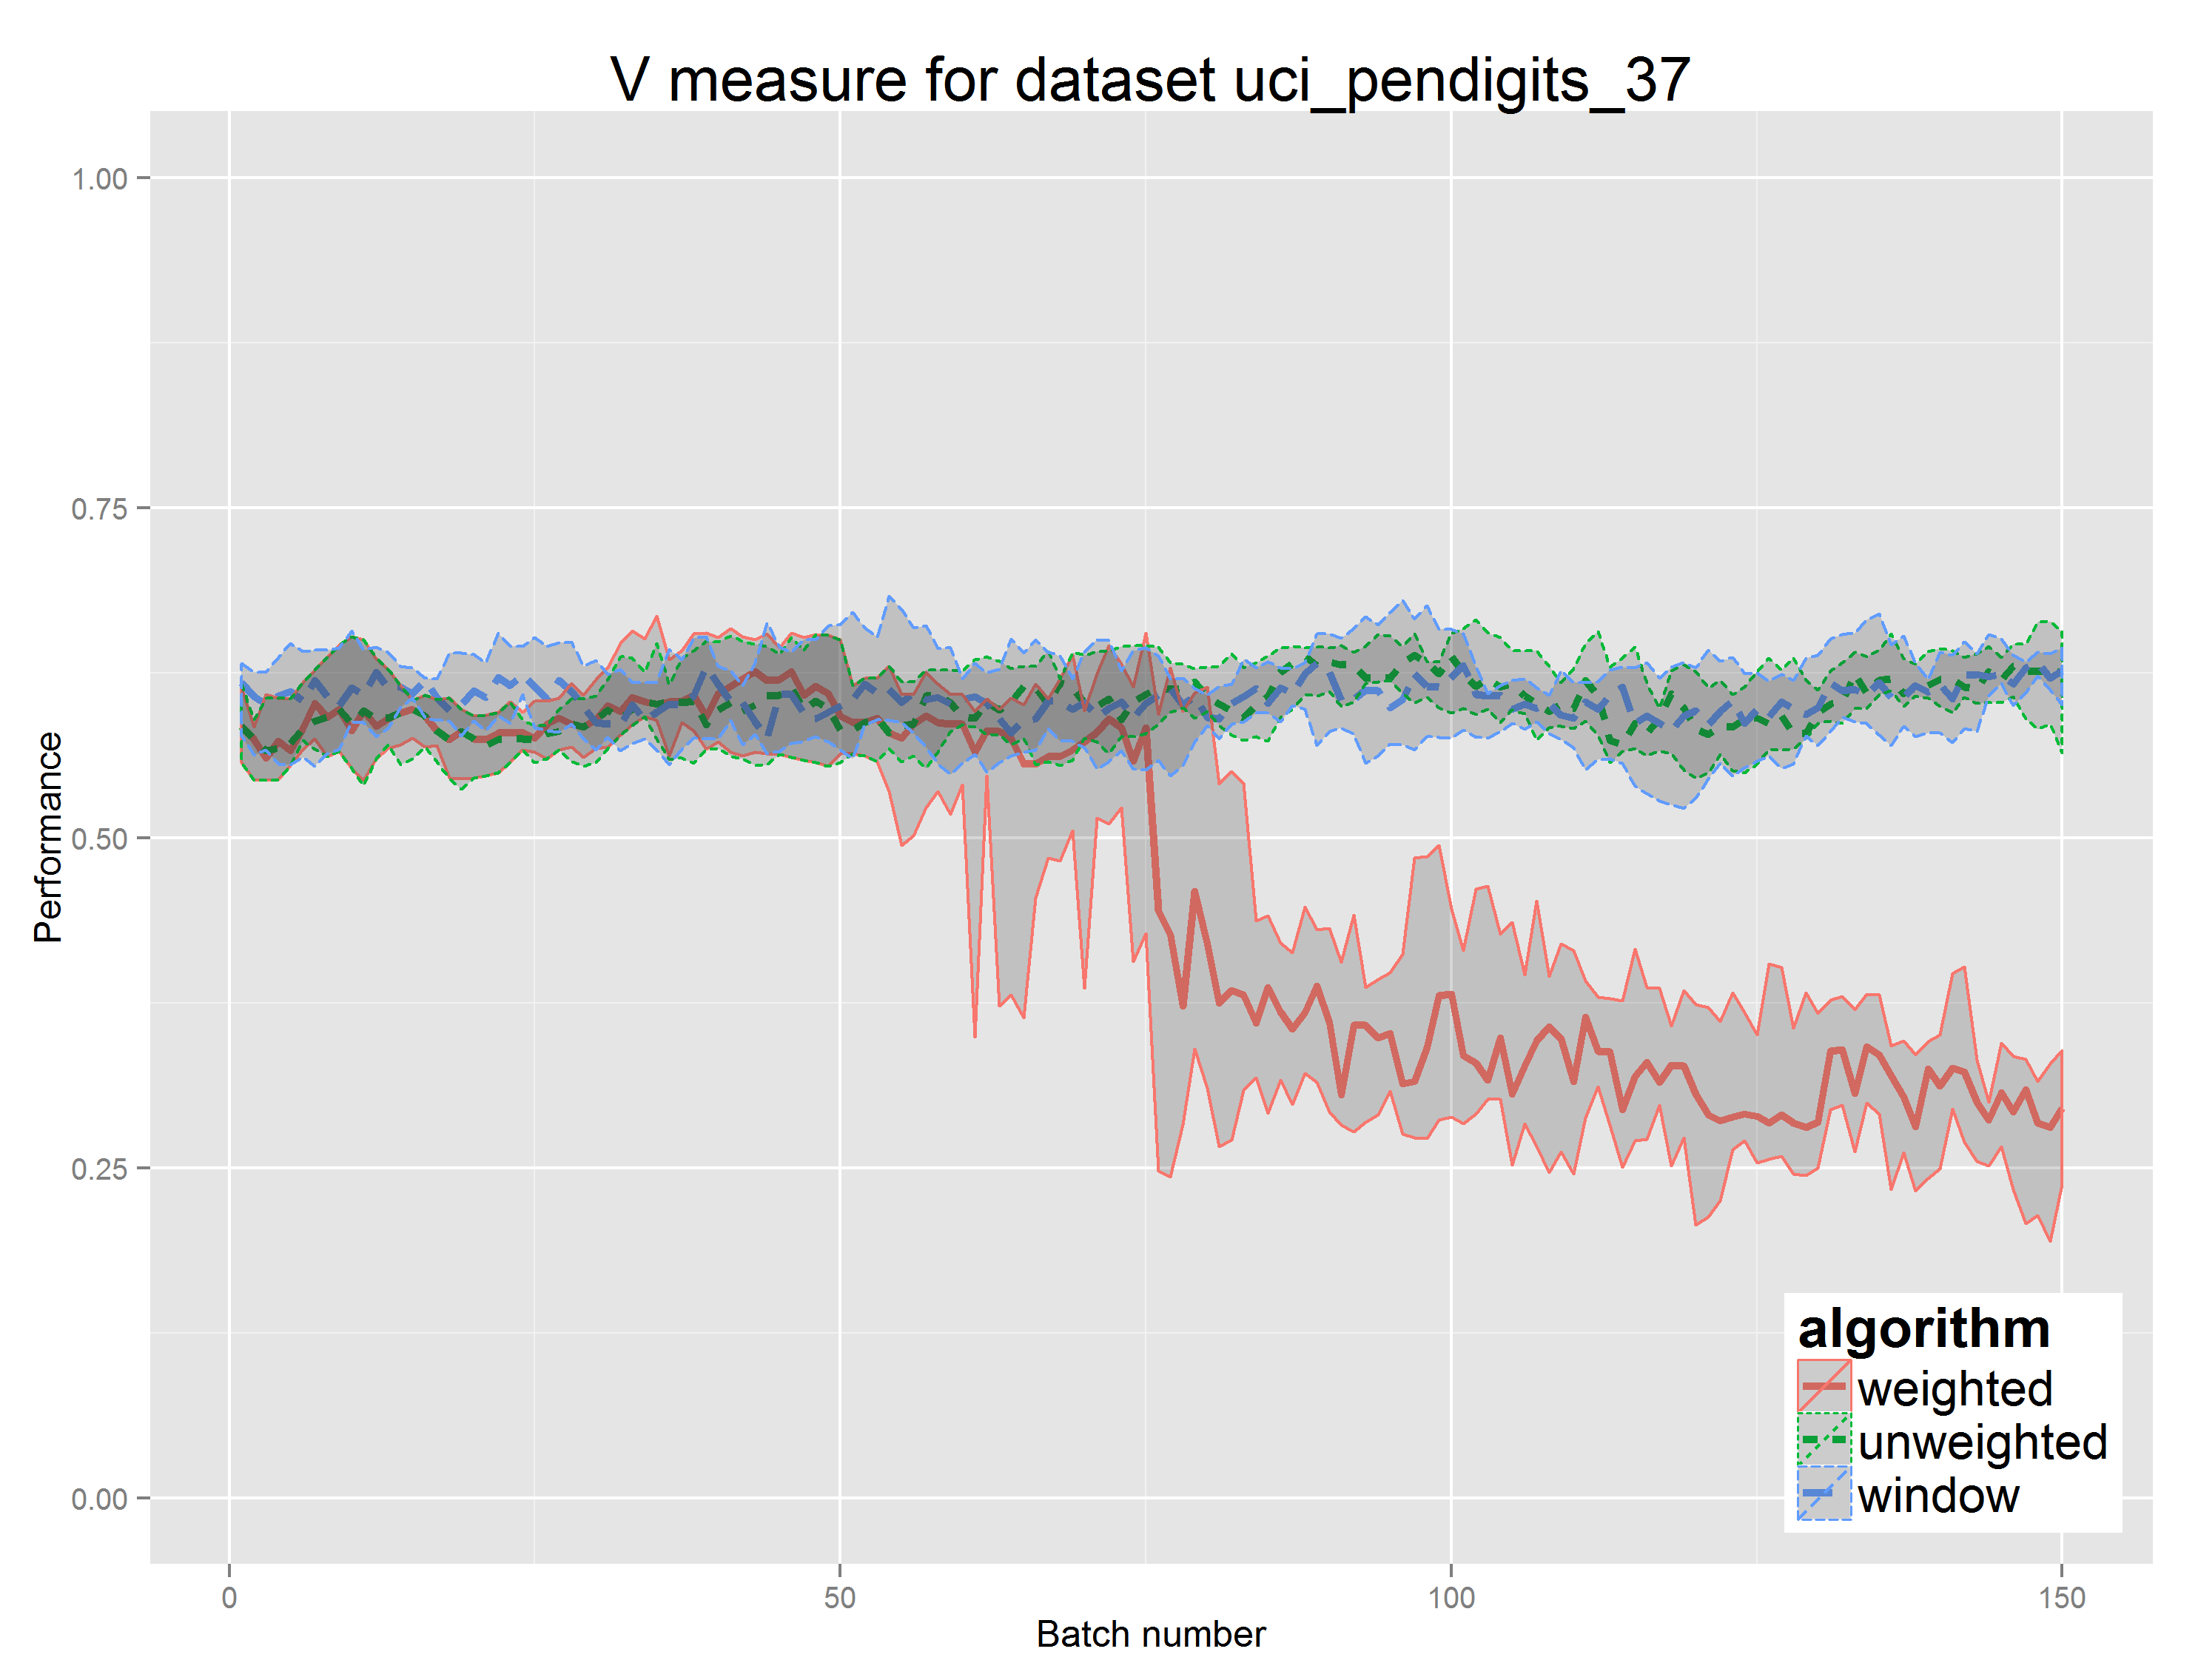 V measure for dataset uci_pendigits_37
1.00
0.75
0.50
0.25
0.00
Performance
0
50
100
150
Batch number
algorithm
weighted
unweighted
window